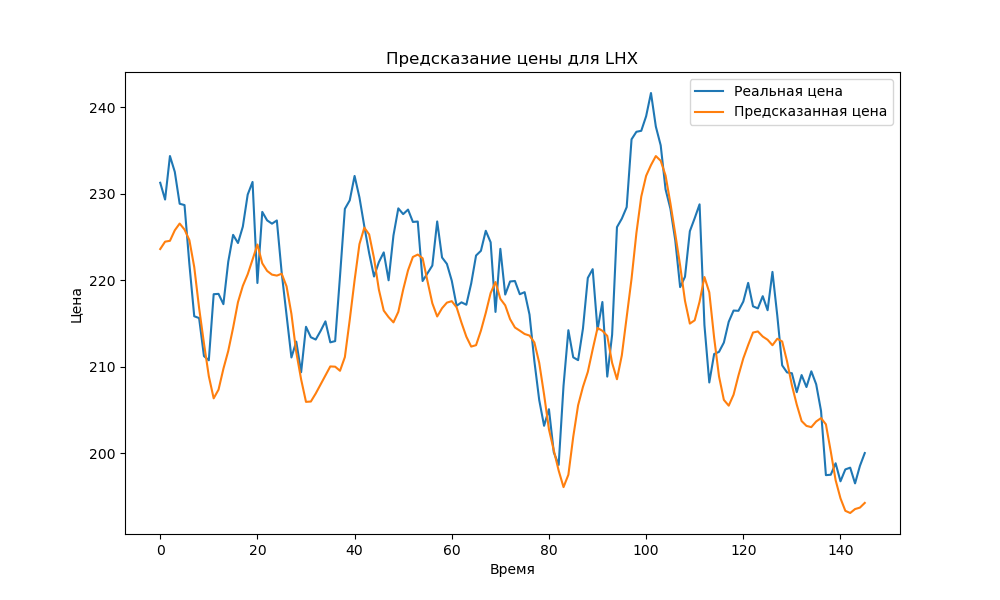 Предсказание цены для LHX
Реальная цена
Предсказанная цена
Цена
240
230
220
210
200
0 20 40 60 80 100 120 140
Время